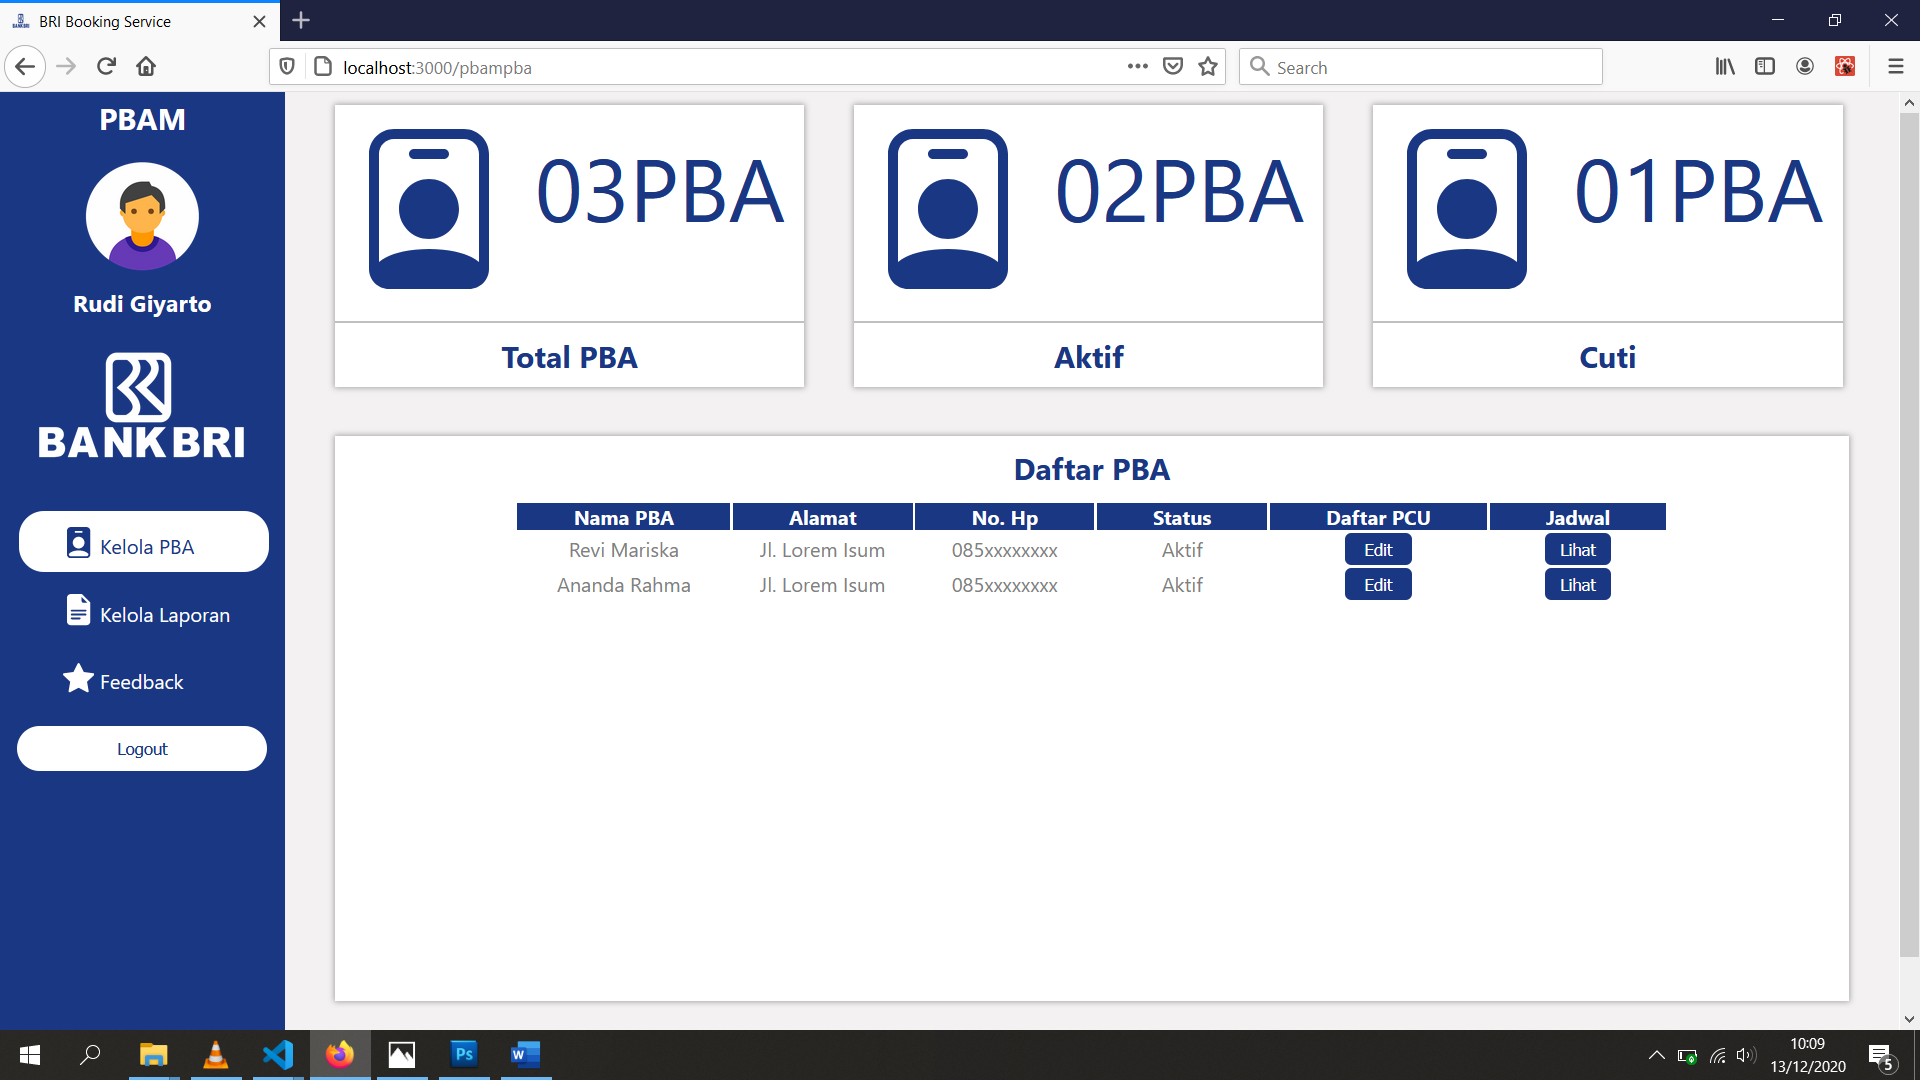 BRI Booking Service
localhost:3000/pbampba
Search
PBAM
Rudi Giyarto
BANK BRI
Kelola PBA
Kelola Laporan
Feedback
Logout
03PBA
Total PBA
02PBA
Aktif
01PBA
Cuti
Daftar PBA
Nama PBA Alamat No. Hp Status Daftar PCU Jadwal
Revi Mariska Jl. Lorem Isum 085xxxxxxxx Aktif Edit Lihat
Ananda Rahma Jl. Lorem Isum 085xxxxxxxx Aktif Edit Lihat
Ps
W
10:09
13/12/2020
5